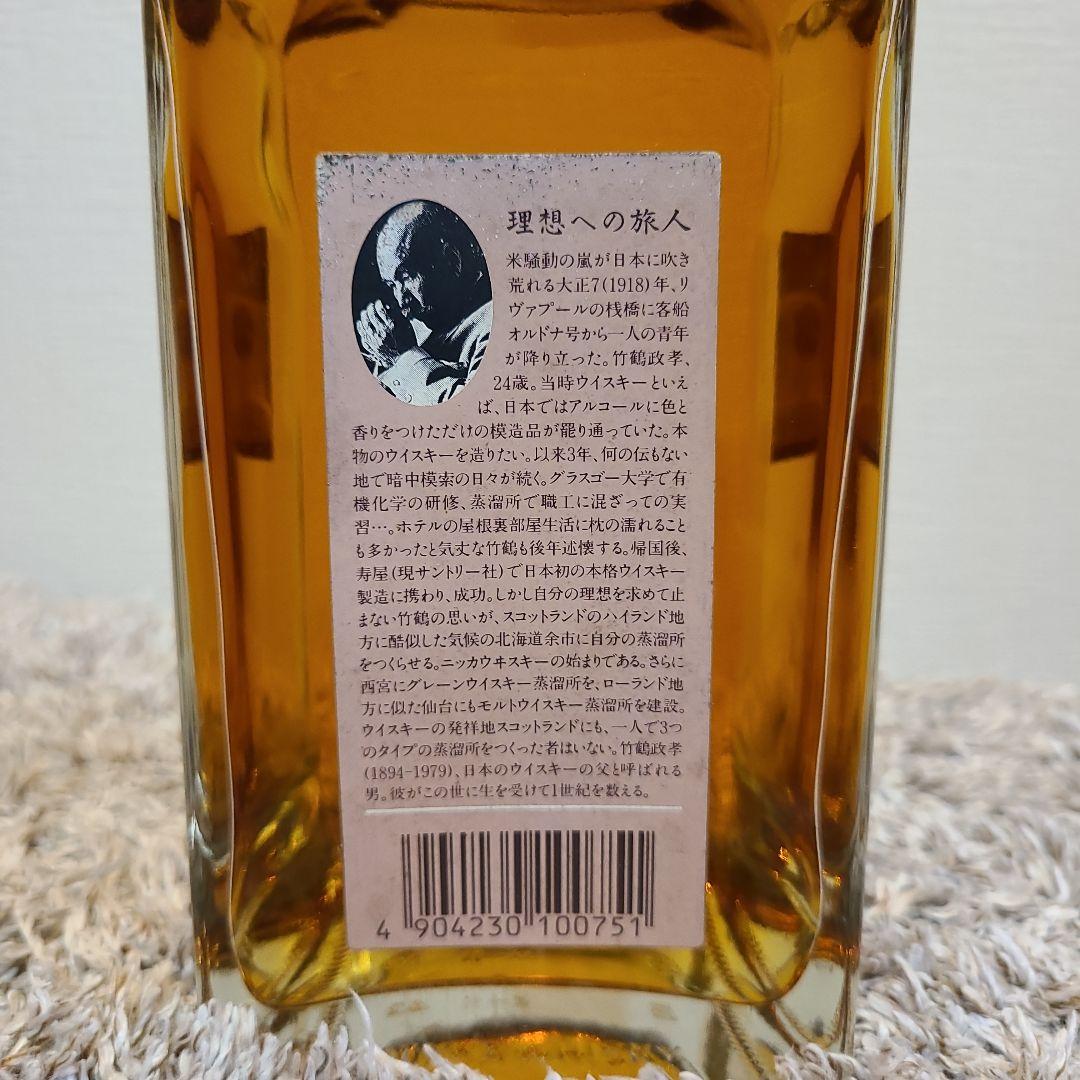 理想への旅人
米騒動の嵐が日本に吹き
荒れる大正7(1918)年、リ
ヴァプールの桟橋に客船
オルドナ号から一人の青年
が降り立った。竹鶴政孝、
24歳。当時ウイスキーといえ
ば、日本ではアルコールに色と
香りをつけただけの模造品が罷り通っていた。本
物のウイスキーを造りたい。以来3年、何の伝もない
地で暗中模索の日々が続く。グラスゴー大学で有
機化学の研修、蒸溜所で職工に混ざっての実
習…。ホテルの屋根裏部屋生活に枕の濡れること
も多かったと気丈な竹鶴も後年述懐する。帰国後、
寿屋(現サントリー社)で日本初の本格ウイスキー
製造に携わり、成功。しかし自分の理想を求めて止
まない竹鶴の思いが、スコットランドのハイランド地
方に酷似した気候の北海道余市に自分の蒸溜所
をつくらせる。ニッカウヰスキーの始まりである。さらに
西宮にグレーンウイスキー蒸溜所を、ローランド地
方に似た仙台にもモルトウイスキー蒸溜所を建設。
ウイスキーの発祥地スコットランドにも、一人で3つ
のタイプの蒸溜所をつくった者はいない。竹鶴政孝
(1894-1979)、日本のウイスキーの父と呼ばれる
男。彼がこの世に生を受けて1世紀を数える。
4 904230 100751